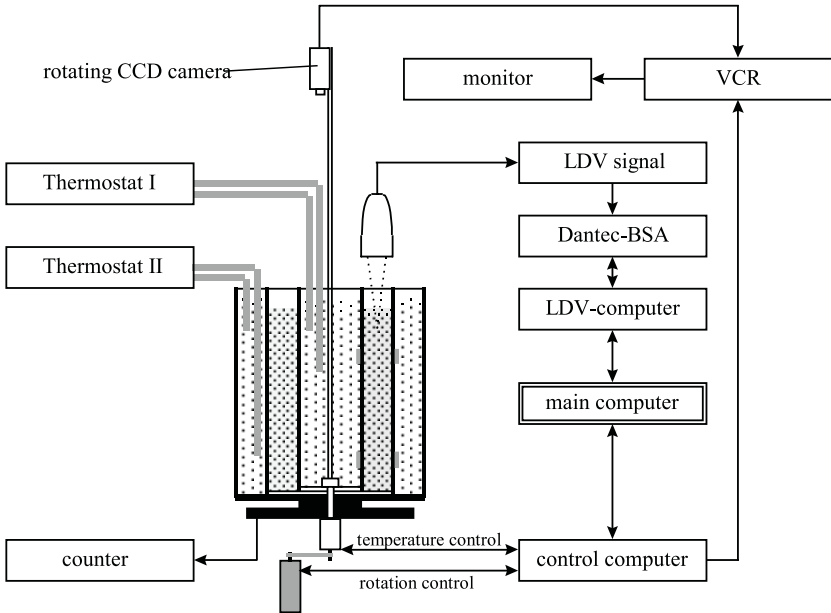 rotating CCD camera
monitor
VCR
Thermostat I
LDV signal
Thermostat II
Dantec-BSA
LDV-computer
main computer
temperature control
counter
control computer
rotation control